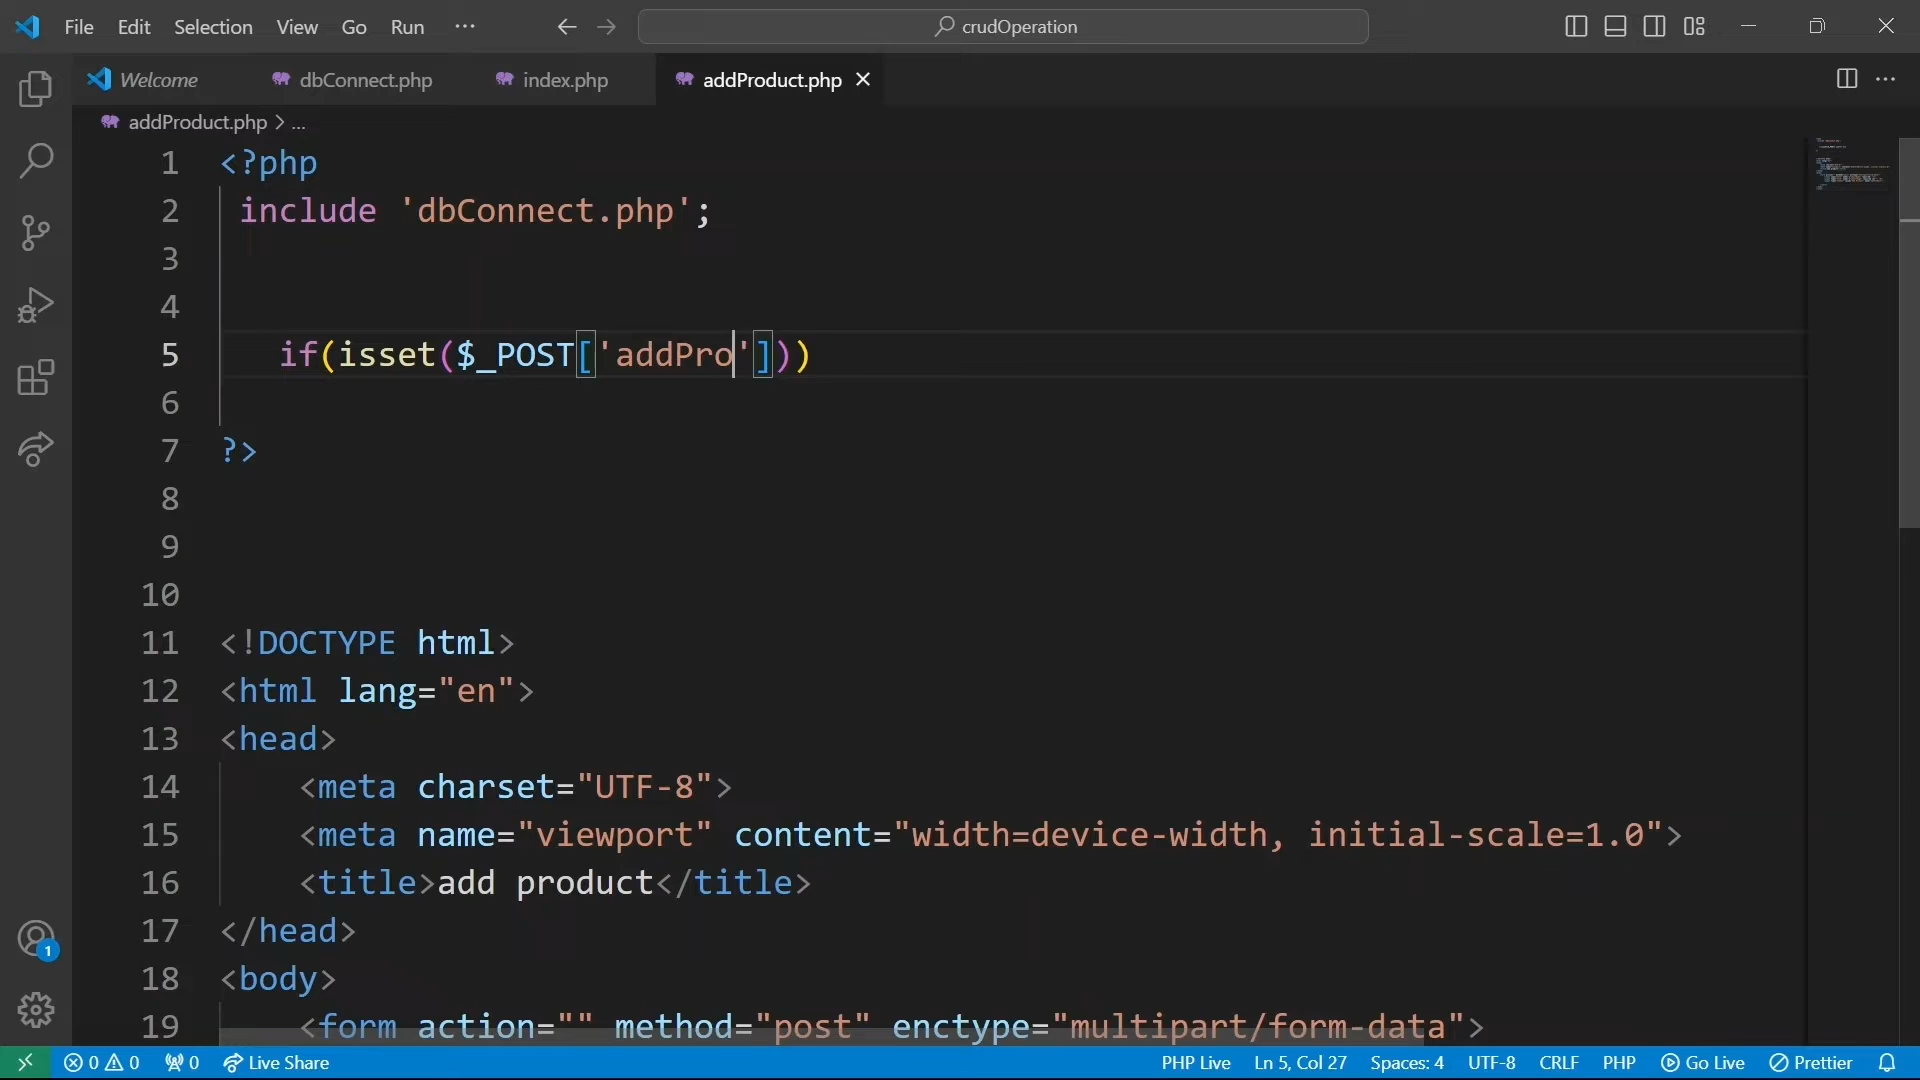 File Edit Selection View Go Run ··· crudOperation
Welcome dbConnect.php index.php addProduct.php
addProduct.php > ...
1 <?php
2 include 'dbConnect.php';
3
4
5 if(isset($_POST['addPro']))
6
7 ?>
8
9
10
11 <!DOCTYPE html>
12 <html lang="en">
13 <head>
14 <meta charset="UTF-8">
15 <meta name="viewport" content="width=device-width, initial-scale=1.0">
16 <title>add product</title>
17 </head>
18 <body>
19 <form action="" method="post" enctype="multipart/form-data">
1
0 0 0 Live Share PHP Live Ln 5, Col 27 Spaces: 4 UTF-8 CRLF PHP Go Live Prettier